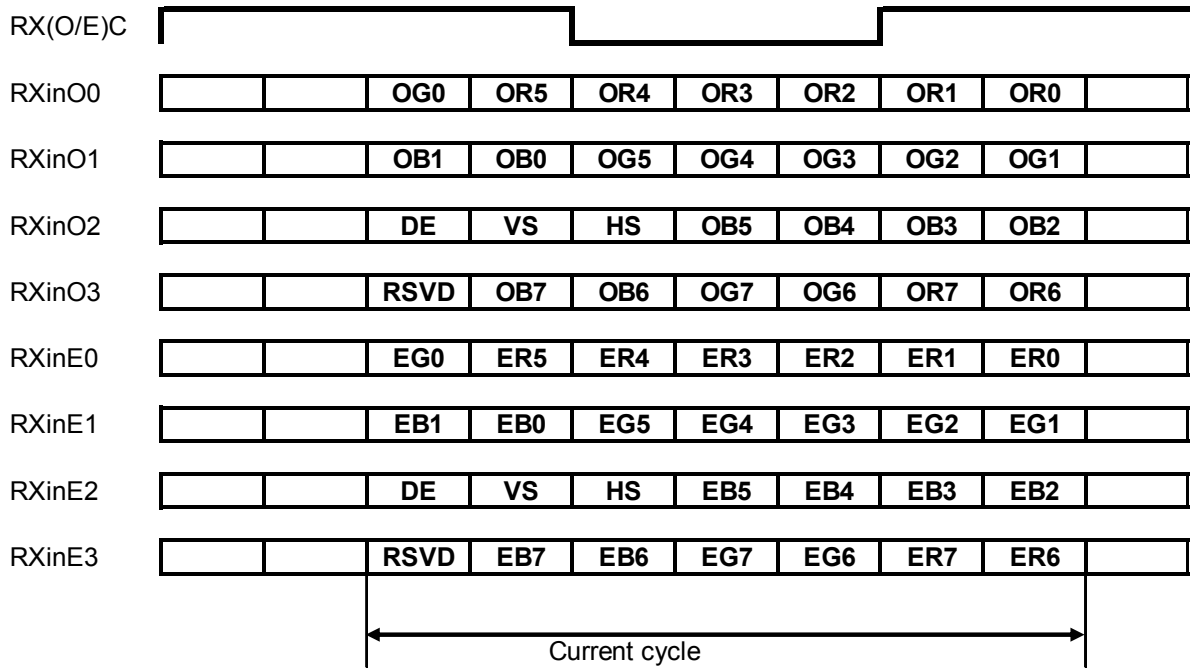 RX(O/E)C
RXinO0 OG0 OR5 OR4 OR3 OR2 OR1 OR0
RXinO1 OB1 OB0 OG5 OG4 OG3 OG2 OG1
RXinO2 DE VS HS OB5 OB4 OB3 OB2
RXinO3 RSVD OB7 OB6 OG7 OG6 OR7 OR6
RXinE0 EG0 ER5 ER4 ER3 ER2 ER1 ER0
RXinE1 EB1 EB0 EG5 EG4 EG3 EG2 EG1
RXinE2 DE VS HS EB5 EB4 EB3 EB2
RXinE3 RSVD EB7 EB6 EG7 EG6 ER7 ER6
Current cycle